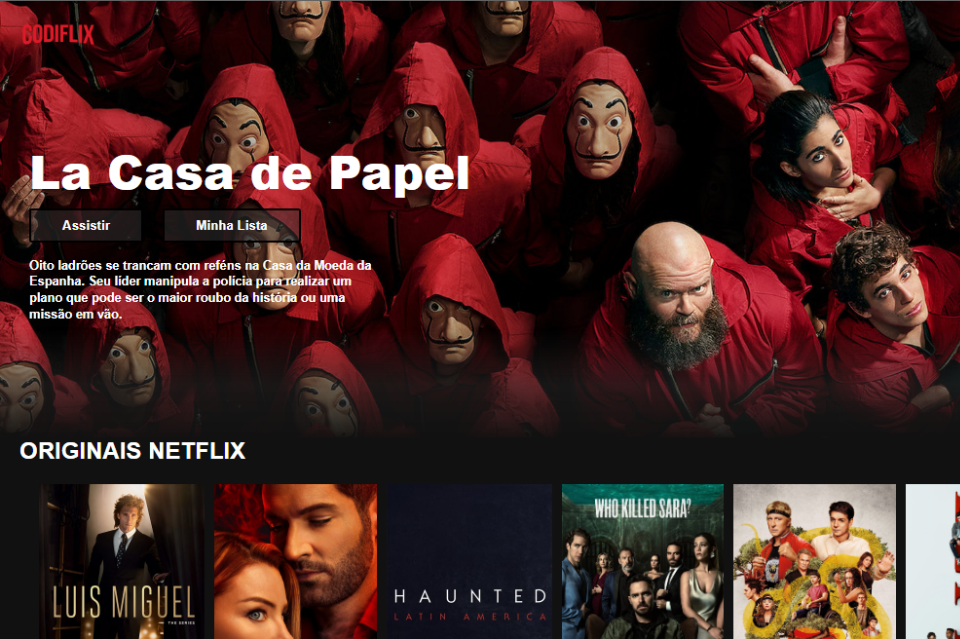 CODIFLIX
La Casa de Papel
Assistir
Minha Lista
Oito ladrões se trancam com reféns na Casa da Moeda da
Espanha. Seu líder manipula a polícia para realizar um
plano que pode ser o maior roubo da história ou uma
missão em vão.
ORIGINAIS NETFLIX
LUIS MIGUEL
THE SERIES
HAUNTED
LATIN AMERICA
WHO KILLED SARA?